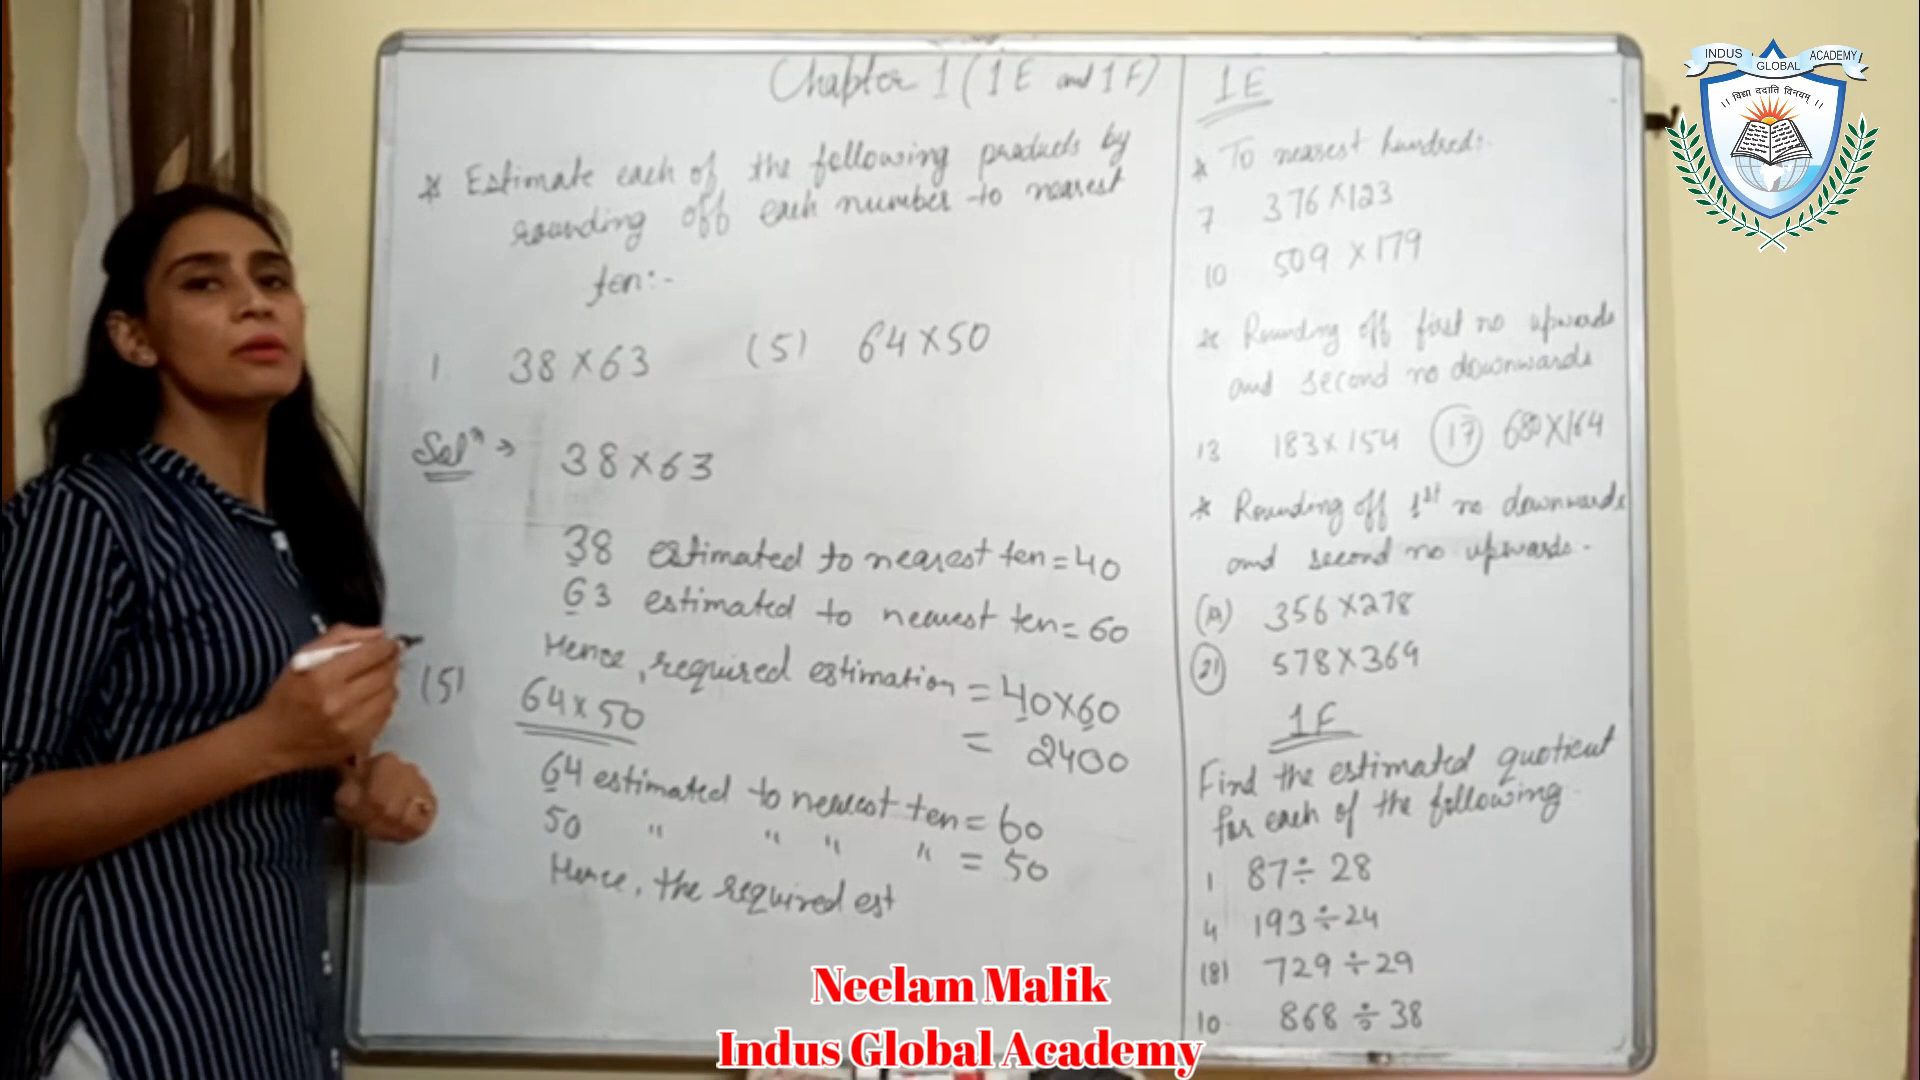 Chapter 1 (1E and 1F)
* Estimate each of the following products by
rounding off each number to nearest
ten:-
1 38×63 (5) 64×50
Solⁿ → 38×63
38 estimated to nearest ten = 40
63 estimated to nearest ten = 60
Hence, required estimation = 40×60
= 2400
(5) 64×50
64 estimated to nearest ten = 60
50 " " " " = 50
Hence, the required est
1E
* To nearest hundred:-
7 376×123
10 509×179
* Rounding off first no upwards
and second no downwards
13 183×154 (17) 680×164
* Rounding off 1st no downwards
and second no upwards.
356×278
(21) 578×369
1F
Find the estimated quotient
for each of the following.
1 87÷28
4 193÷24
(8) 729÷29
10. 868÷38
INDUS GLOBAL ACADEMY
।। विद्या ददाति विनयम् ।।
Neelam Malik
Indus Global Academy